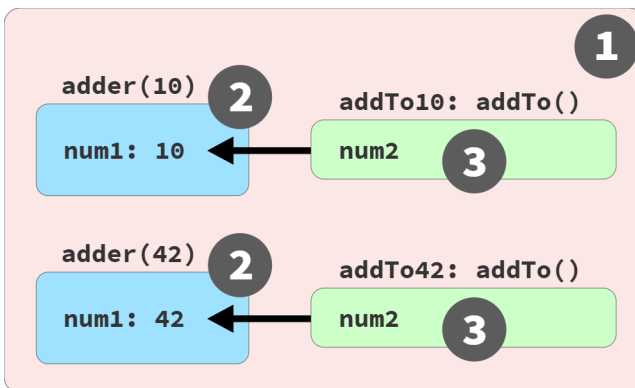 1
adder(10)
2
addTo10: addTo()
num1: 10
num2
3
adder(42)
2
addTo42: addTo()
num1: 42
num2
3